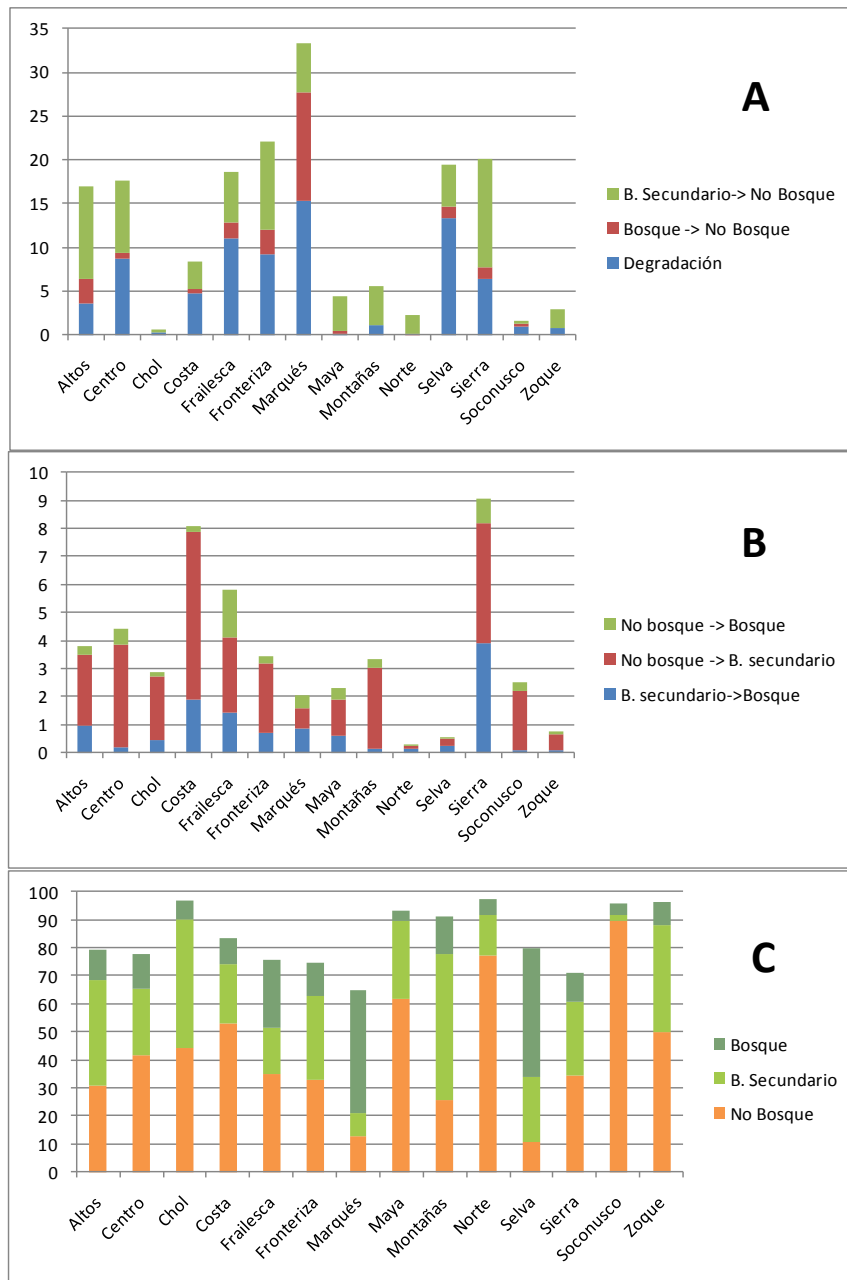 35
30
25
20
15
10
5
0
Altos
Centro
Chol
Costa
Frailesca
Fronteriza
Marqués
Maya
Montañas
Norte
Selva
Sierra
Soconusco
Zoque
A
B. Secundario-> No Bosque
Bosque -> No Bosque
Degradación
10
9
8
7
6
5
4
3
2
1
0
Altos
Centro
Chol
Costa
Frailesca
Fronteriza
Marqués
Maya
Montañas
Norte
Selva
Sierra
Soconusco
Zoque
B
No bosque -> Bosque
No bosque -> B. secundario
B. secundario->Bosque
100
90
80
70
60
50
40
30
20
10
0
Altos
Centro
Chol
Costa
Frailesca
Fronteriza
Marqués
Maya
Montañas
Norte
Selva
Sierra
Soconusco
Zoque
C
Bosque
B. Secundario
No Bosque